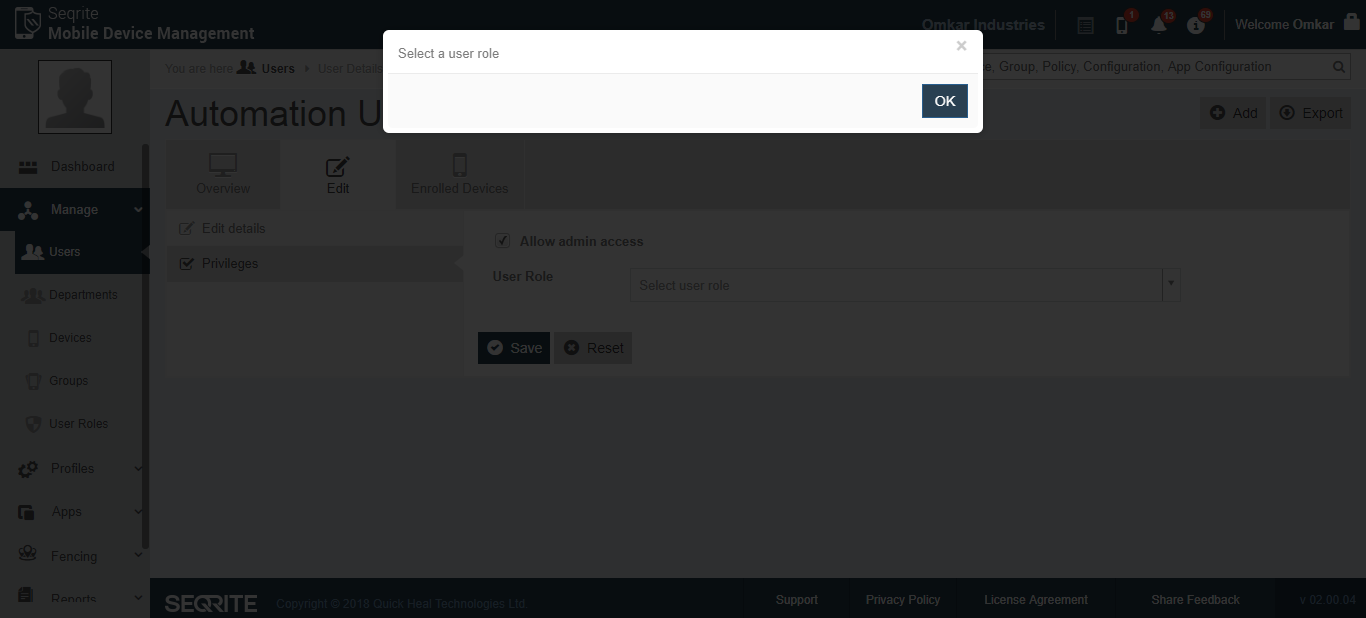 Seqrite
Mobile Device Management
Omkar Industries
1
13
Welcome Omkar
Select a user role
×
OK
You are here
Users
User Details
, Group, Policy, Configuration, App Configuration
Automation U
Add
Export
Dashboard
Manage
Users
Departments
Devices
Groups
User Roles
Profiles
Apps
Fencing
Reports
Overview
Edit
Enrolled Devices
Edit details
Privileges
Allow admin access
User Role
Select user role
Save
Reset
SEQRITE
Copyright © 2018 Quick Heal Technologies Ltd.
Support
Privacy Policy
License Agreement
Share Feedback
v 02.00.04